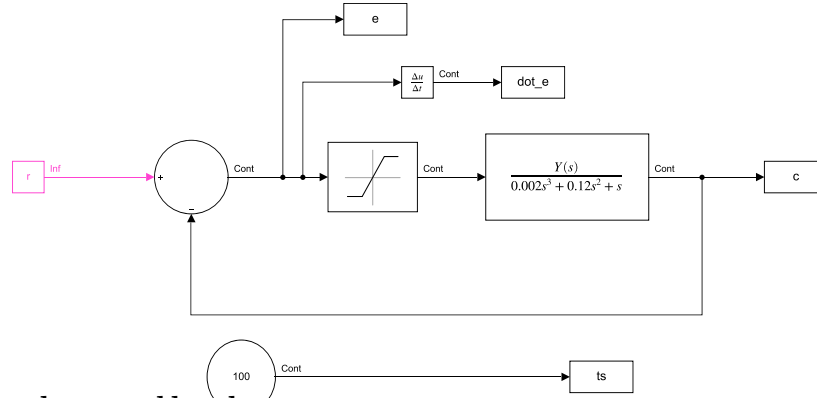 e
Δu
Δt
Cont
dot_e
r
Inf
+
−
Cont
Cont
Y(s)
0.002s³ + 0.12s² + s
Cont
c
100
Cont
ts